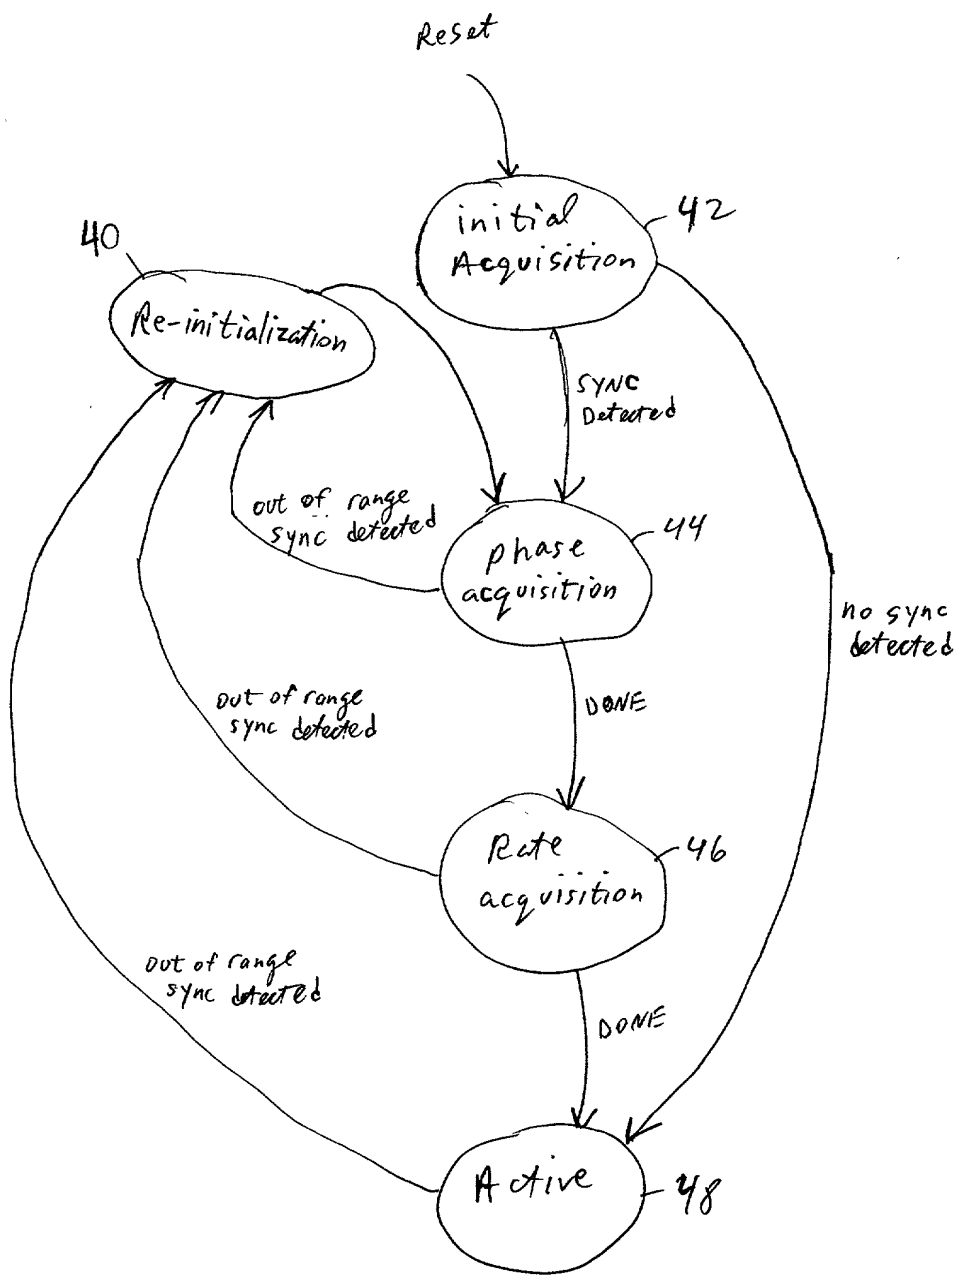 Reset
initial
Acquisition
42
40
Re-initialization
SYNC
Detected
out of range
sync detected
phase
acquisition
44
no sync
detected
out of range
sync detected
DONE
Rate
acquisition
46
out of range
sync detected
DONE
Active
48